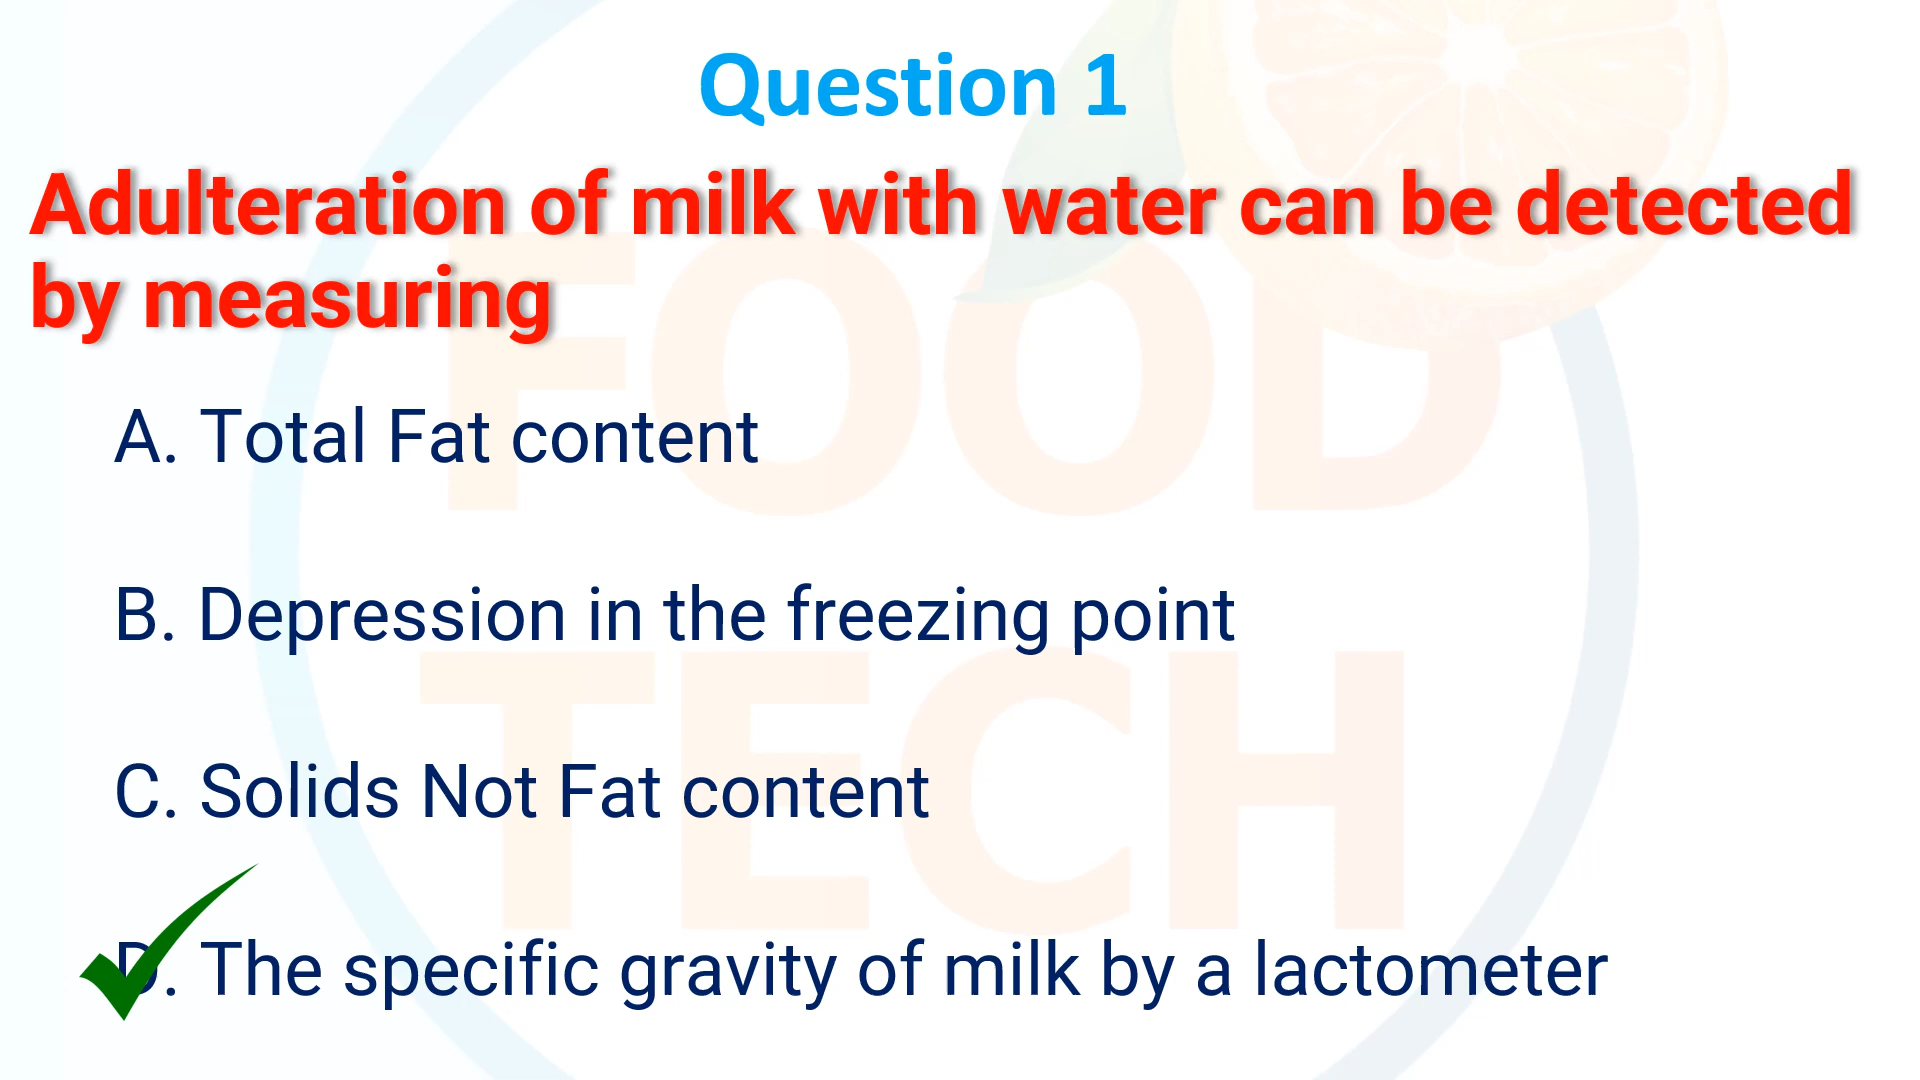 Question 1
Adulteration of milk with water can be detected
by measuring
A. Total Fat content
B. Depression in the freezing point
C. Solids Not Fat content
D. The specific gravity of milk by a lactometer
FOOD
TECH